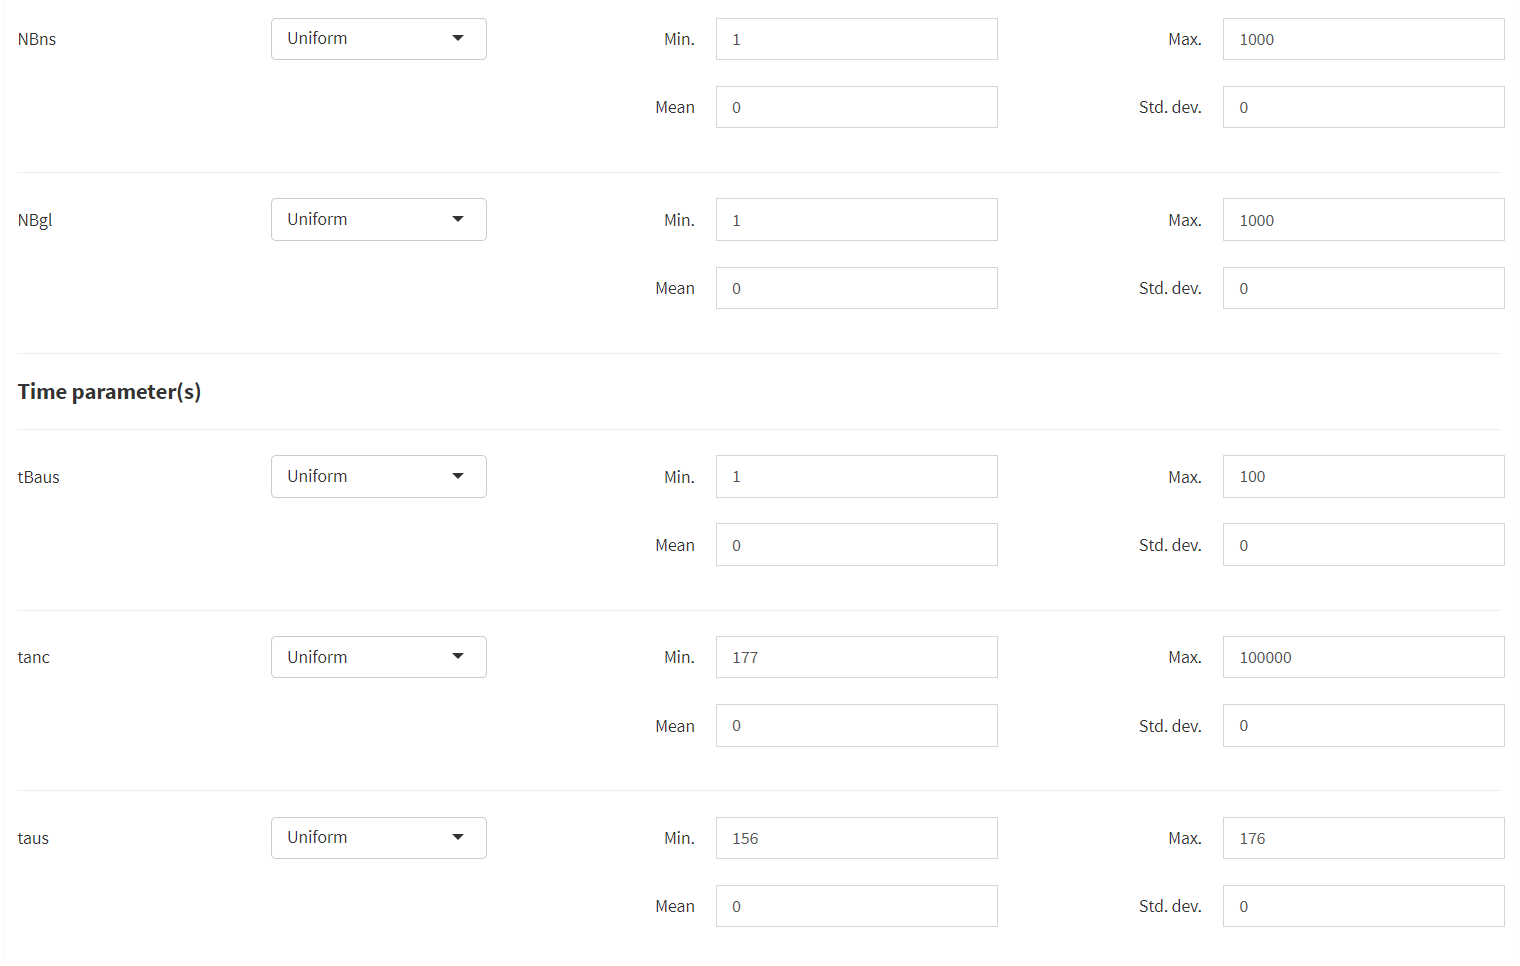 NBns Uniform Min. 1 Max. 1000
Mean 0 Std. dev. 0
NBgl Uniform Min. 1 Max. 1000
Mean 0 Std. dev. 0
Time parameter(s)
tBaus Uniform Min. 1 Max. 100
Mean 0 Std. dev. 0
tanc Uniform Min. 177 Max. 100000
Mean 0 Std. dev. 0
taus Uniform Min. 156 Max. 176
Mean 0 Std. dev. 0